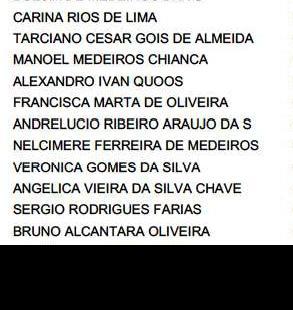 CARINA RIOS DE LIMA
TARCIANO CESAR GOIS DE ALMEIDA
MANOEL MEDEIROS CHIANCA
ALEXANDRO IVAN QUOOS
FRANCISCA MARTA DE OLIVEIRA
ANDRELUCIO RIBEIRO ARAUJO DA S
NELCIMERE FERREIRA DE MEDEIROS
VERONICA GOMES DA SILVA
ANGELICA VIEIRA DA SILVA CHAVE
SERGIO RODRIGUES FARIAS
BRUNO ALCANTARA OLIVEIRA